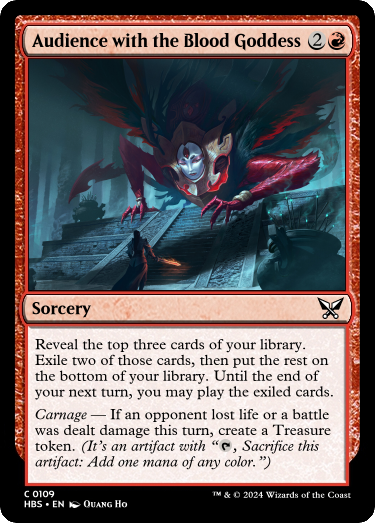 Audience with the Blood Goddess 2
Sorcery
Reveal the top three cards of your library.
Exile two of those cards, then put the rest on
the bottom of your library. Until the end of
your next turn, you may play the exiled cards.
Carnage — If an opponent lost life or a battle
was dealt damage this turn, create a Treasure
token. (It's an artifact with “, Sacrifice this
artifact: Add one mana of any color.”)
C 0109
HBS • EN Quang Ho
™ & © 2024 Wizards of the Coast